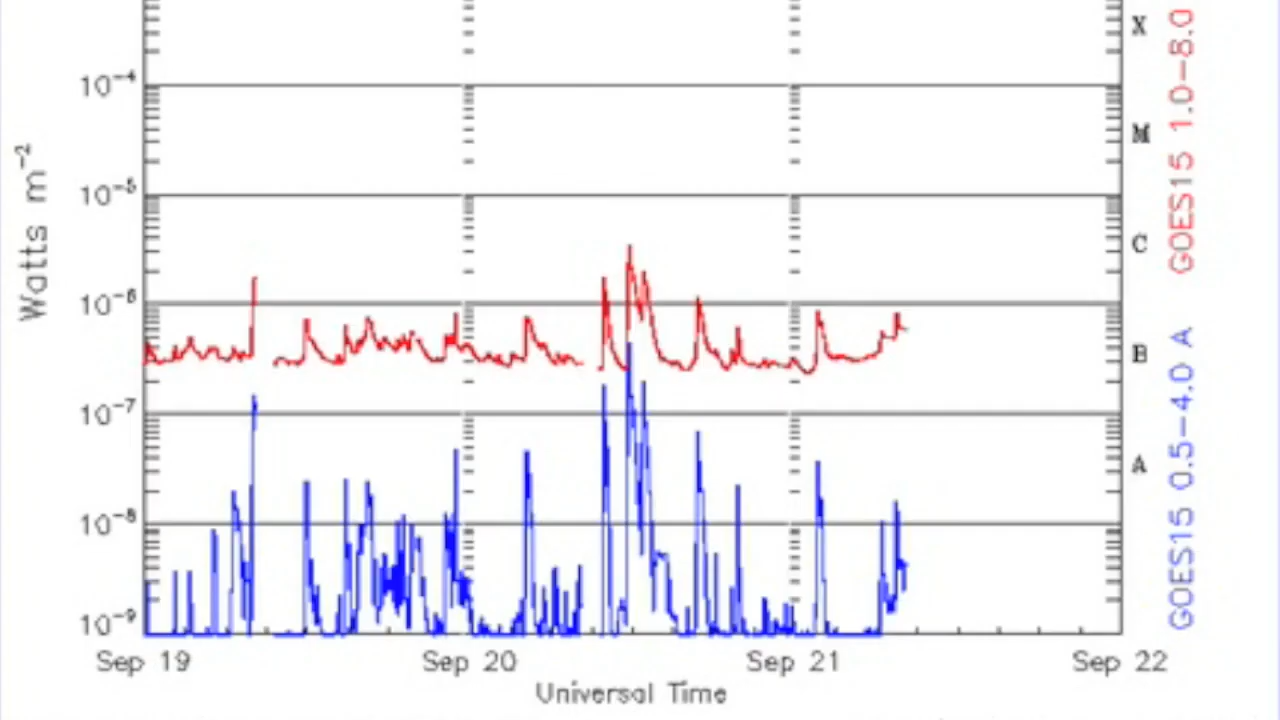 X
10⁻⁴
M
10⁻⁵
C
10⁻⁶
B
10⁻⁷
A
10⁻⁸
10⁻⁹
Watts m⁻²
GOES15 1.0-8.0
GOES15 0.5-4.0 A
Sep 19 Sep 20 Sep 21 Sep 22
Universal Time